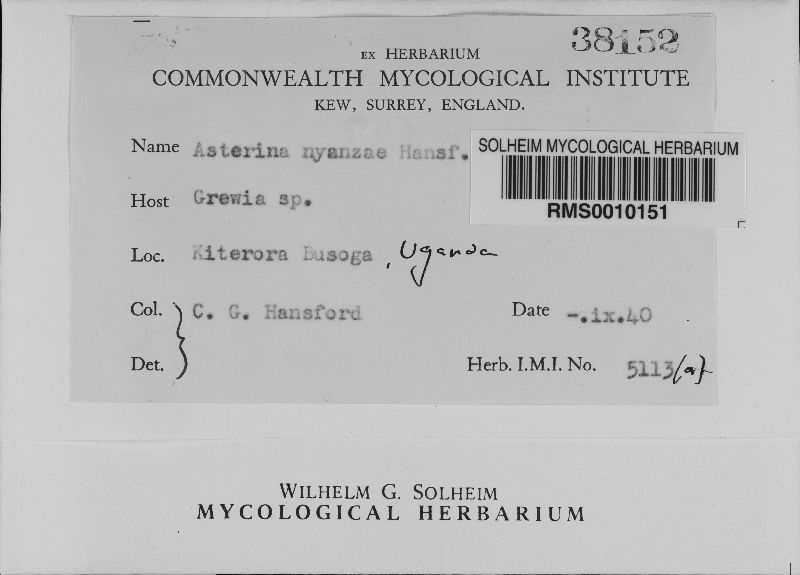 38152
EX HERBARIUM
COMMONWEALTH MYCOLOGICAL INSTITUTE
KEW, SURREY, ENGLAND.
Name Asterina nyanzae Hansf.
SOLHEIM MYCOLOGICAL HERBARIUM
RMS0010151
Host Grewia sp.
Loc. Kiterora Busoga, Uganda
Col. C. G. Hansford Date -.ix.40
Det. Herb. I.M.I. No. 5113(a)
WILHELM G. SOLHEIM
MYCOLOGICAL HERBARIUM